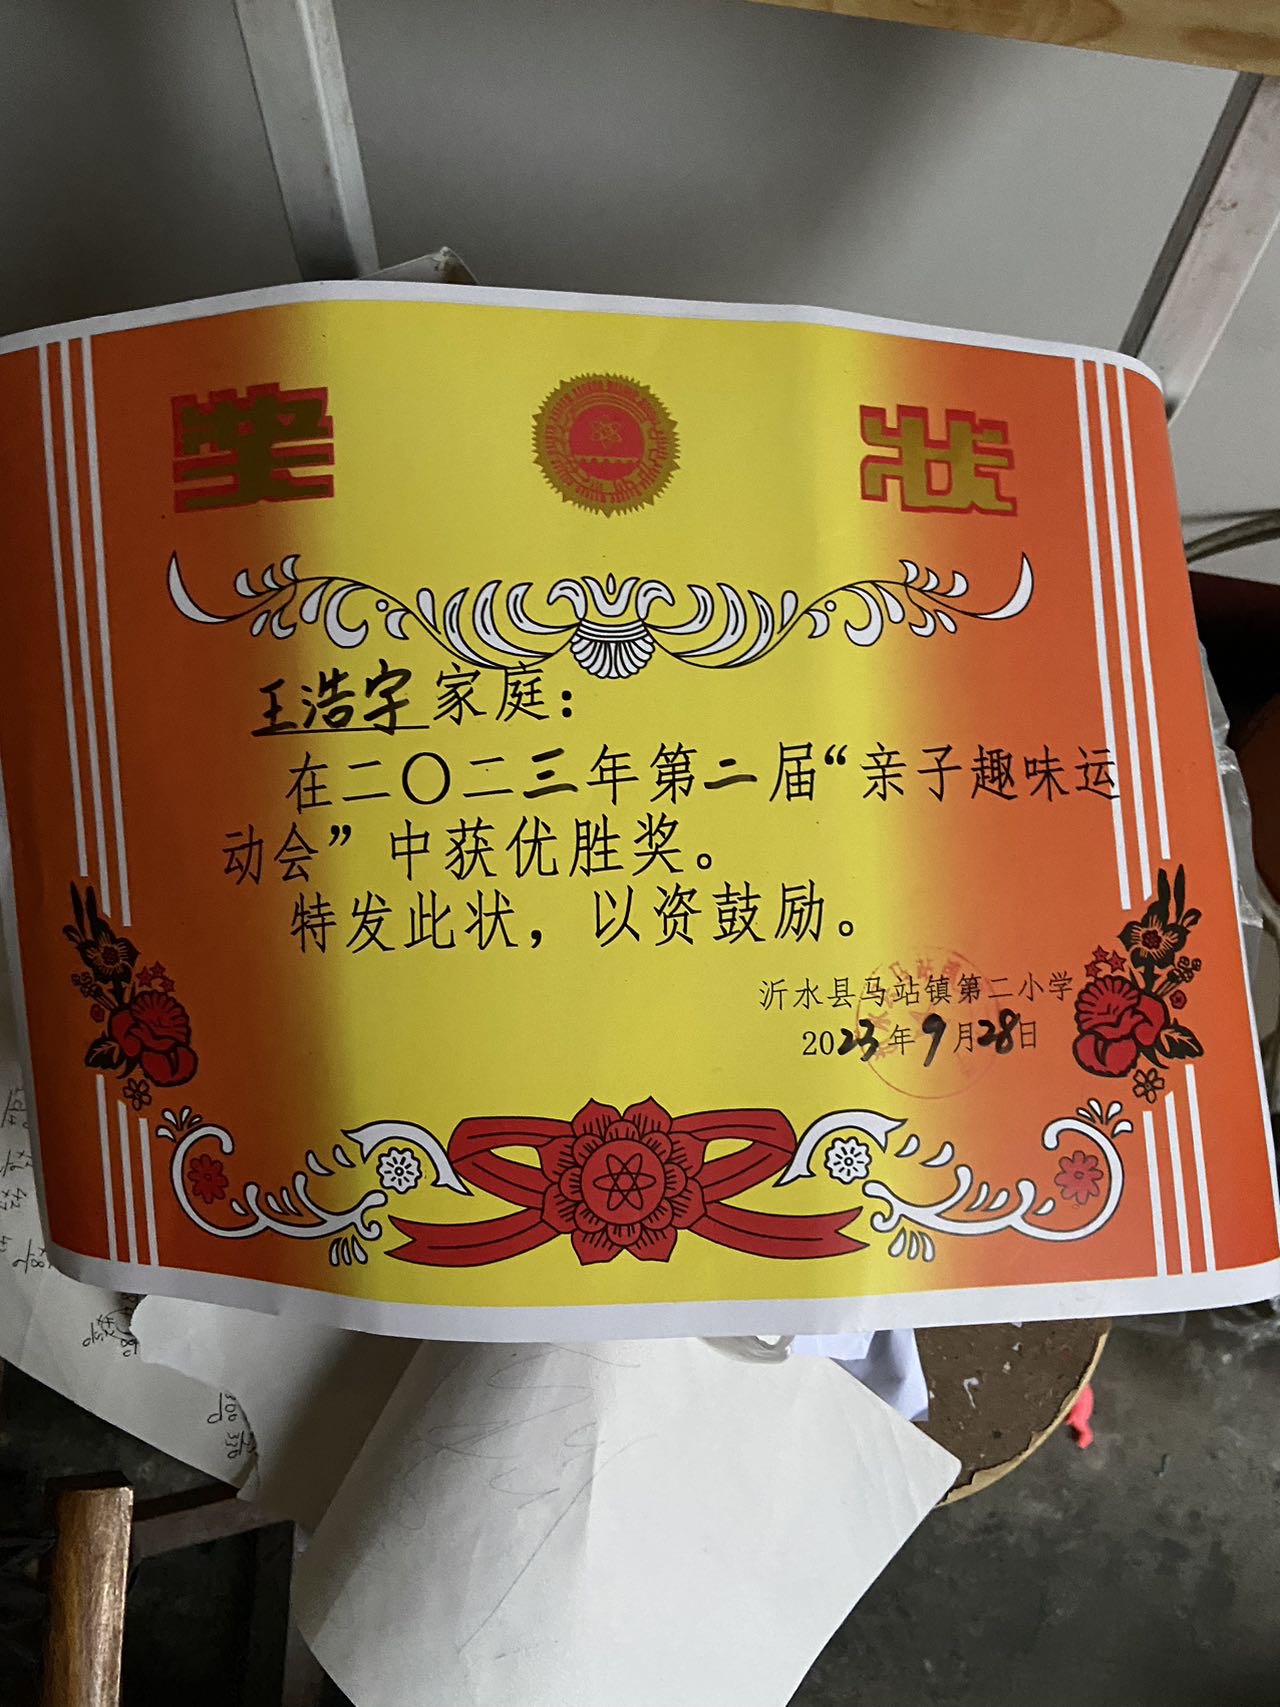 奖 状
王浩宇家庭：
在二〇二三年第二届“亲子趣味运
动会”中获优胜奖。
特发此状，以资鼓励。
沂水县马站镇第二小学
2023年9月28日